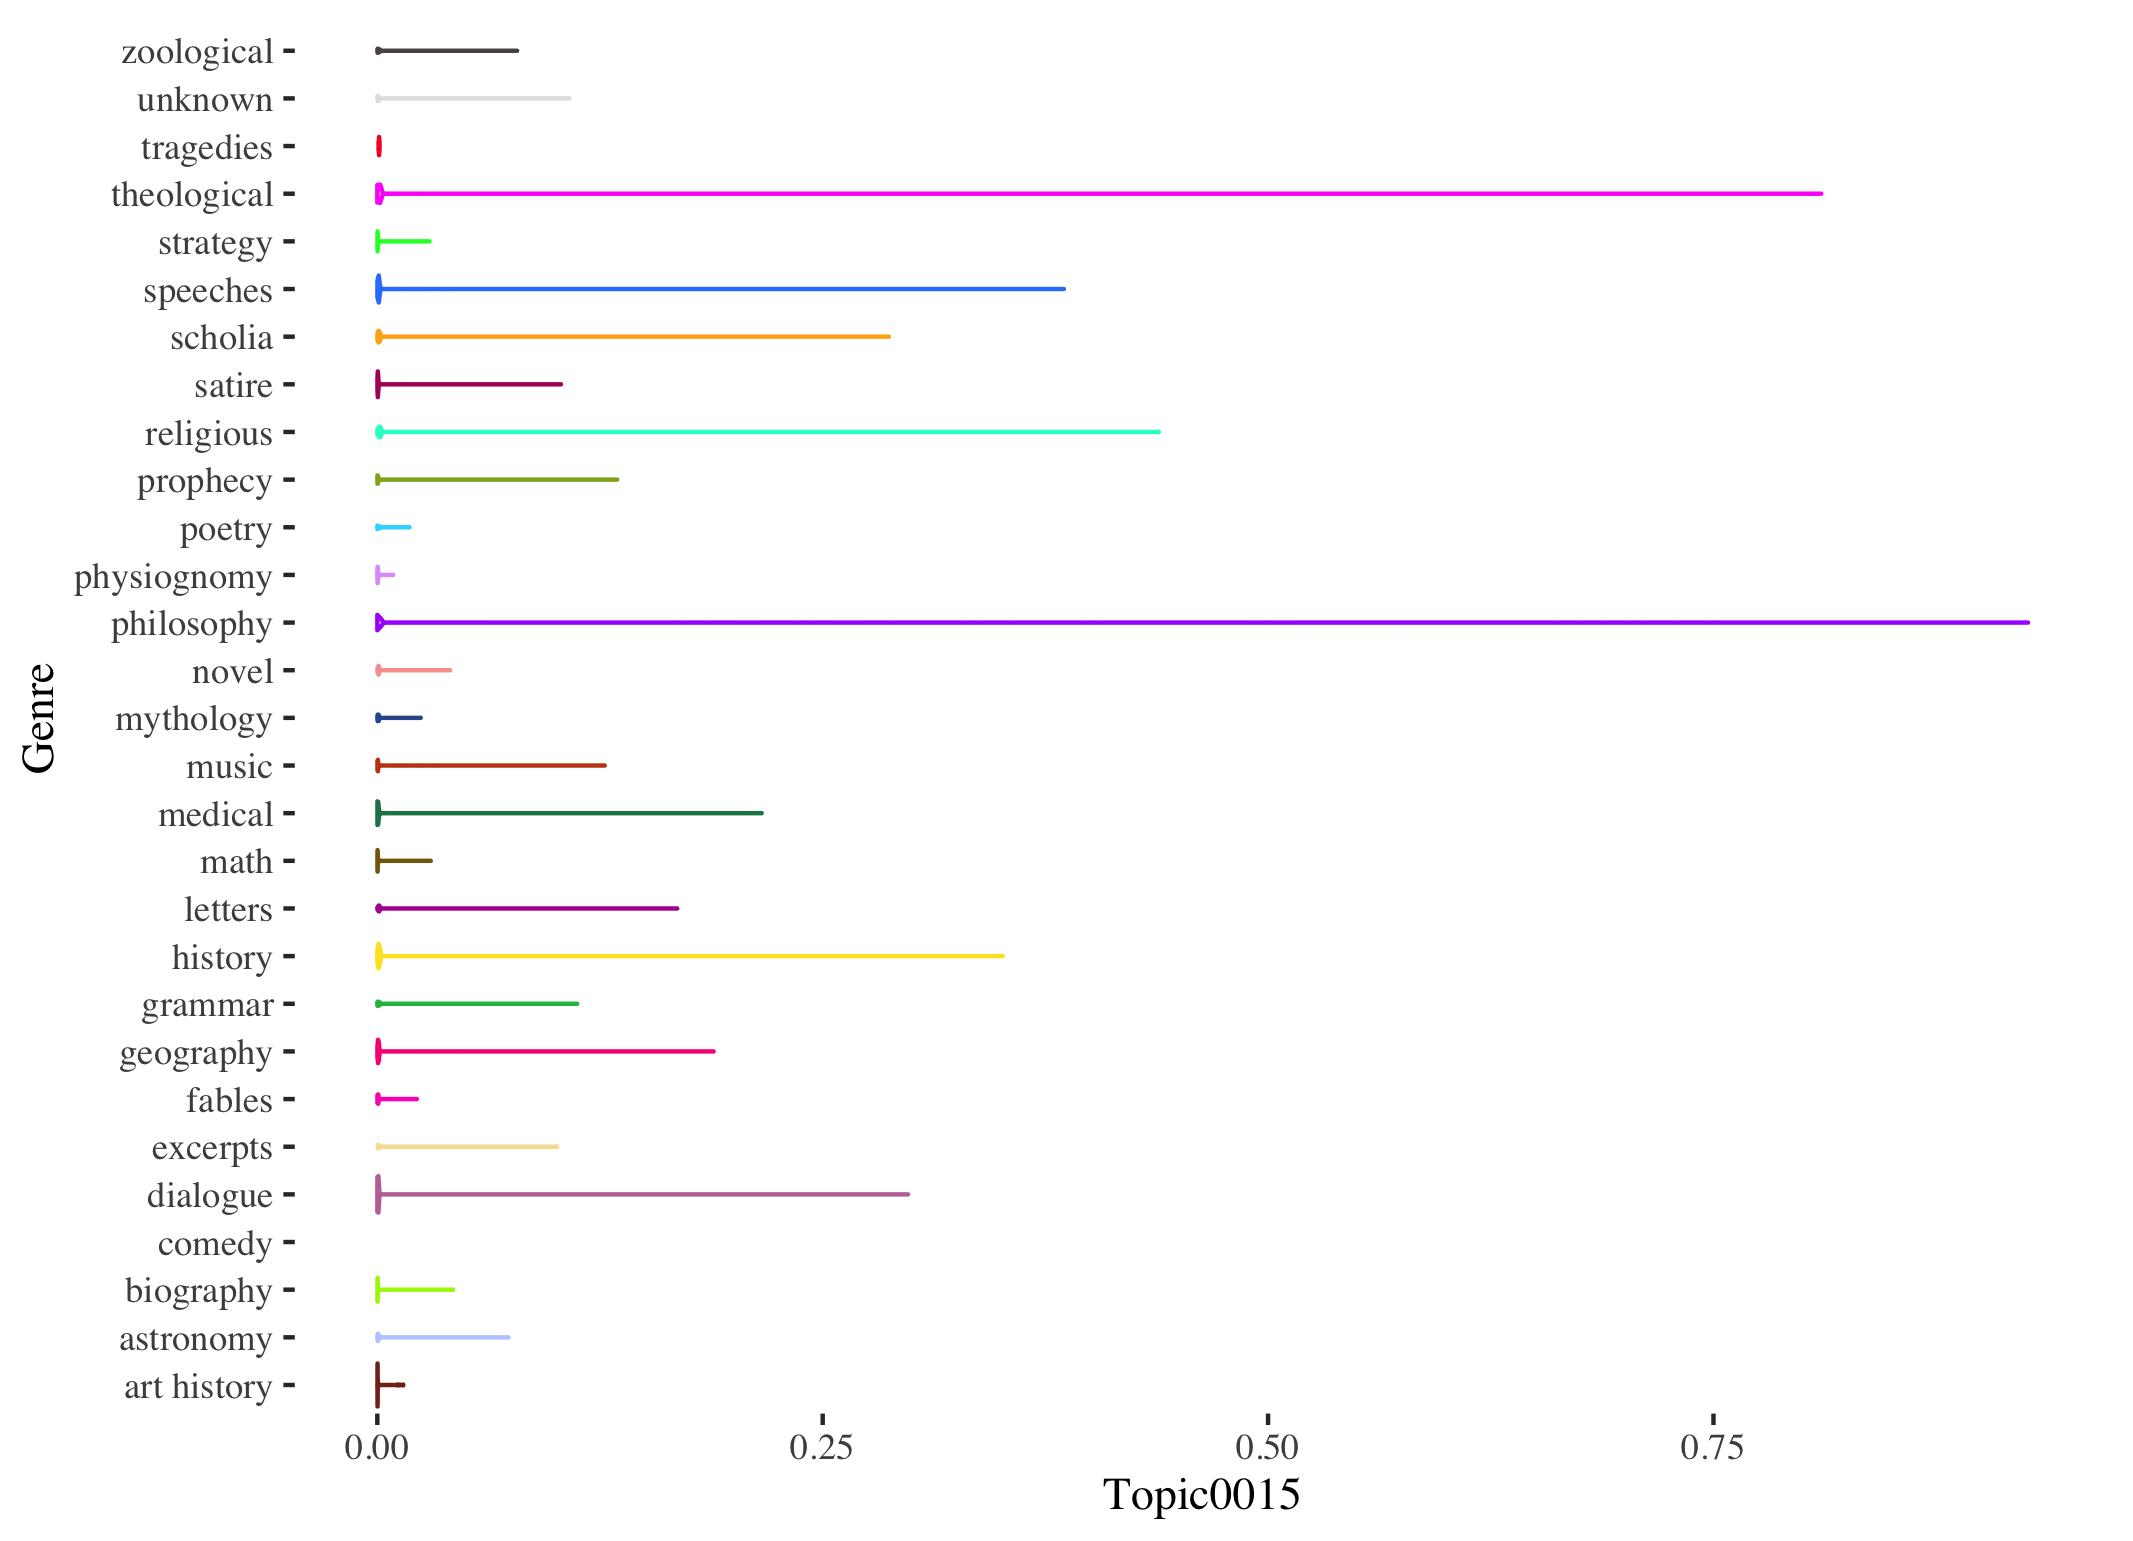 zoological
unknown
tragedies
theological
strategy
speeches
scholia
satire
religious
prophecy
poetry
physiognomy
philosophy
novel
mythology
music
medical
math
letters
history
grammar
geography
fables
excerpts
dialogue
comedy
biography
astronomy
art history
Genre
0.00 0.25 0.50 0.75
Topic0015